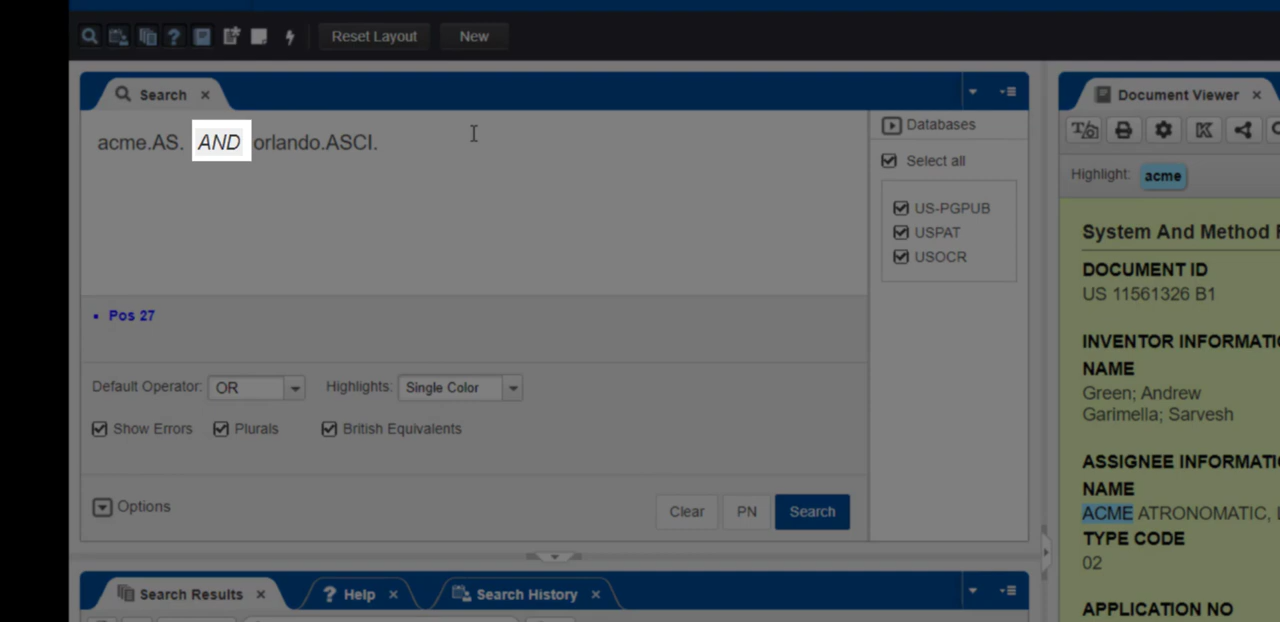 Reset Layout New
Search
acme.AS. AND orlando.ASCI.
Pos 27
Default Operator: OR Highlights: Single Color
Show Errors Plurals British Equivalents
Options Clear PN Search
Databases
Select all
US-PGPUB
USPAT
USOCR
Search Results Help Search History
Document Viewer
Highlight: acme
System And Method
DOCUMENT ID
US 11561326 B1
INVENTOR INFORMATI
NAME
Green; Andrew
Garimella; Sarvesh
ASSIGNEE INFORMATI
NAME
ACME ATRONOMATIC,
TYPE CODE
02
APPLICATION NO